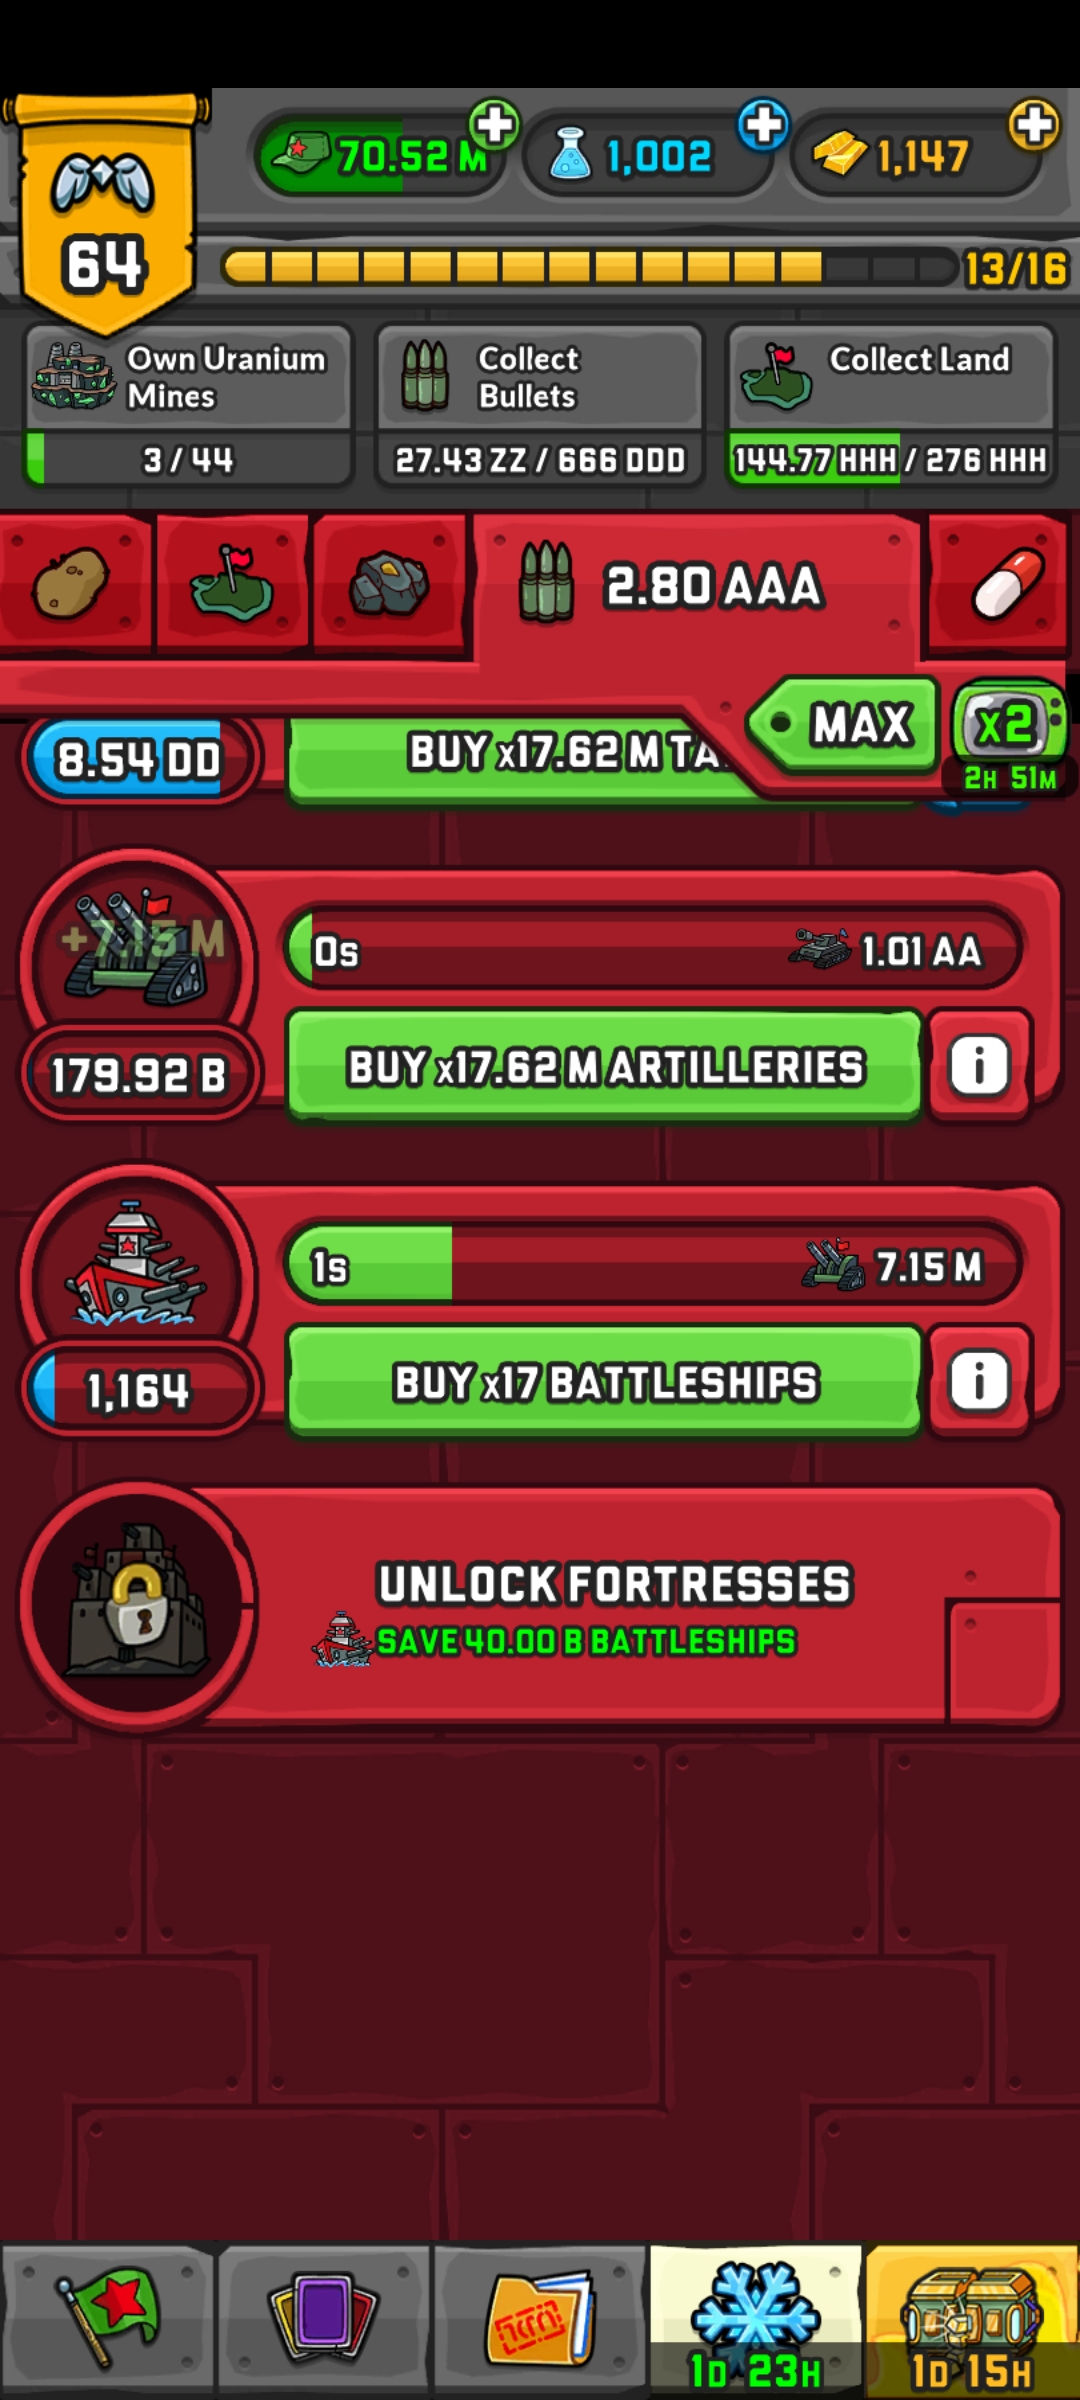 70.52 M
1,002
1,147
64
13/16
Own Uranium
Mines
3 / 44
Collect
Bullets
27.43 ZZ / 666 DDD
Collect Land
144.77 HHH / 276 HHH
2.80 AAA
MAX
x2
2H 51M
8.54 DD
BUY x17.62 M TA
+7.15 M
0s
1.01 AA
179.92 B
BUY x17.62 M ARTILLERIES
i
1s
7.15 M
1,164
BUY x17 BATTLESHIPS
i
UNLOCK FORTRESSES
SAVE 40.00 B BATTLESHIPS
1D 23H
1D 15H